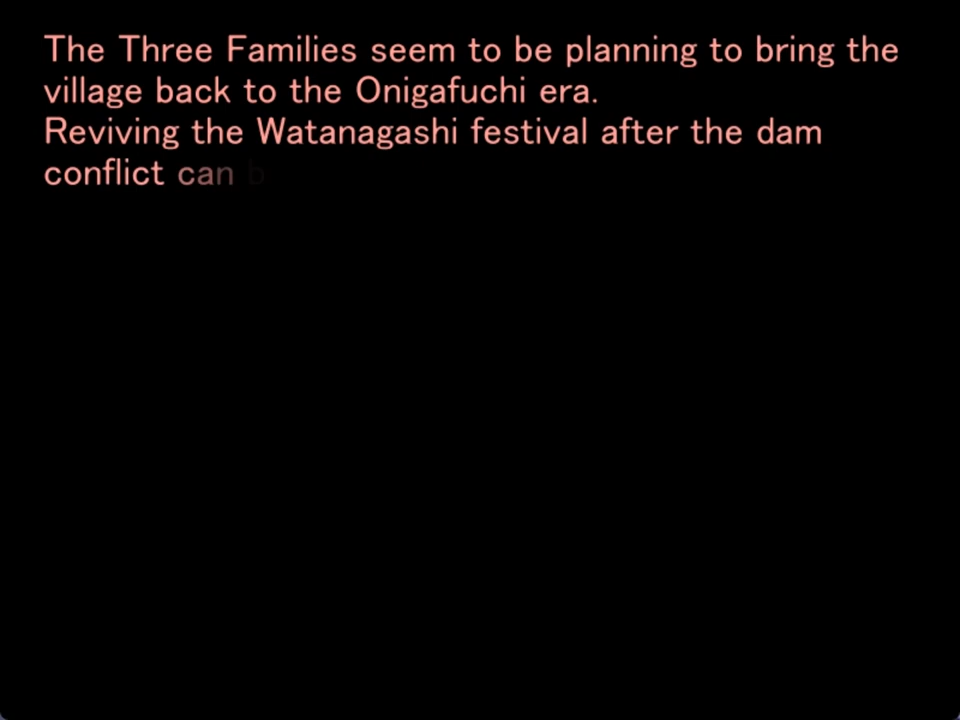 The Three Families seem to be planning to bring the
village back to the Onigafuchi era.
Reviving the Watanagashi festival after the dam
conflict can b